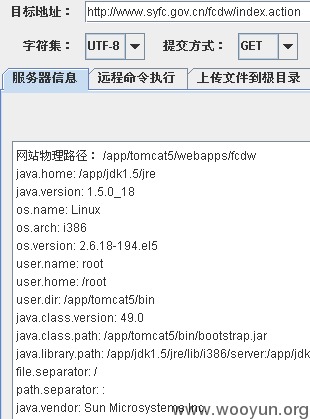 目标地址： http://www.syfc.gov.cn/fcdw/index.action
字符集： UTF-8 提交方式： GET
服务器信息 远程命令执行 上传文件到根目录
网站物理路径： /app/tomcat5/webapps/fcdw
java.home: /app/jdk1.5/jre
java.version: 1.5.0_18
os.name: Linux
os.arch: i386
os.version: 2.6.18-194.el5
user.name: root
user.home: /root
user.dir: /app/tomcat5/bin
java.class.version: 49.0
java.class.path: /app/tomcat5/bin/bootstrap.jar
java.library.path: /app/jdk1.5/jre/lib/i386/server:/app/jdk
file.separator: /
path.separator: :
java.vendor: Sun Microsystems Inc.
www.wooyun.org